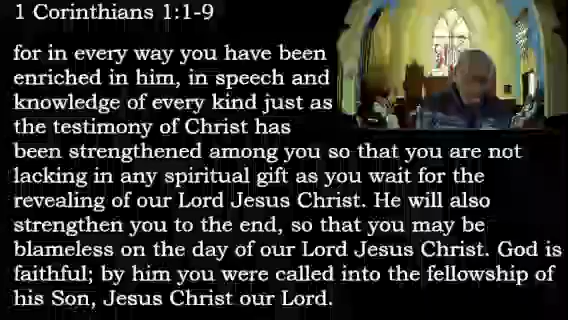 1 Corinthians 1:1-9
for in every way you have been
enriched in him, in speech and
knowledge of every kind just as
the testimony of Christ has
been strengthened among you so that you are not
lacking in any spiritual gift as you wait for the
revealing of our Lord Jesus Christ. He will also
strengthen you to the end, so that you may be
blameless on the day of our Lord Jesus Christ. God is
faithful; by him you were called into the fellowship of
his Son, Jesus Christ our Lord.